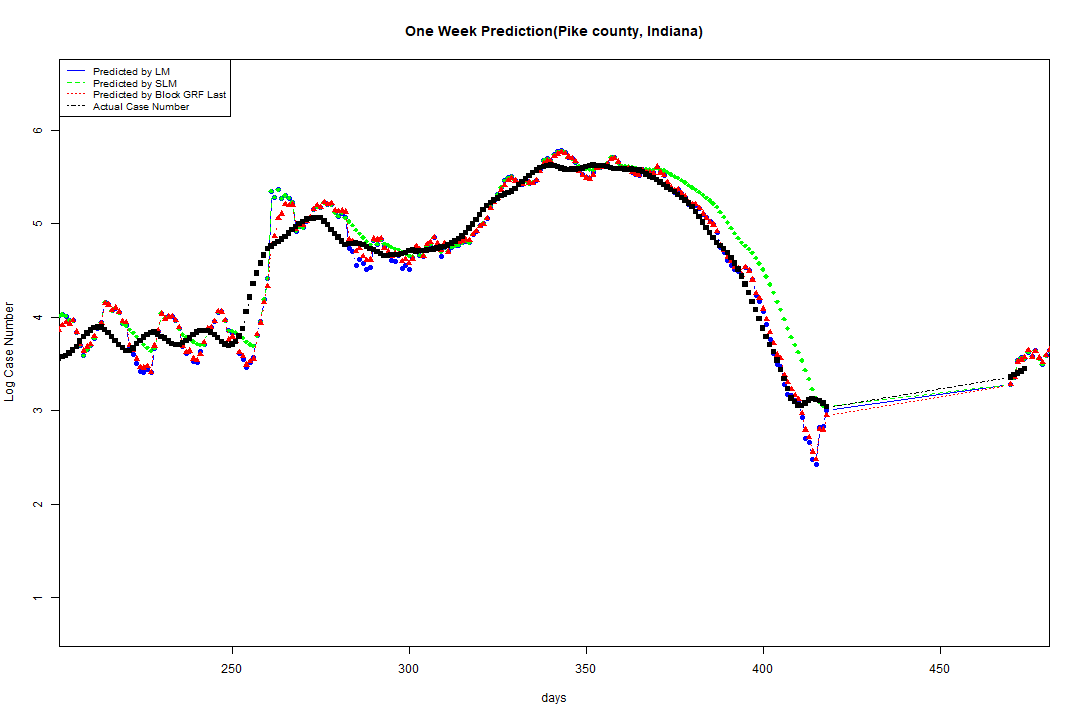 One Week Prediction(Pike county, Indiana)
Predicted by LM
Predicted by SLM
Predicted by Block GRF Last
Actual Case Number
6
5
4
3
2
1
Log Case Number
250 300 350 400 450
days